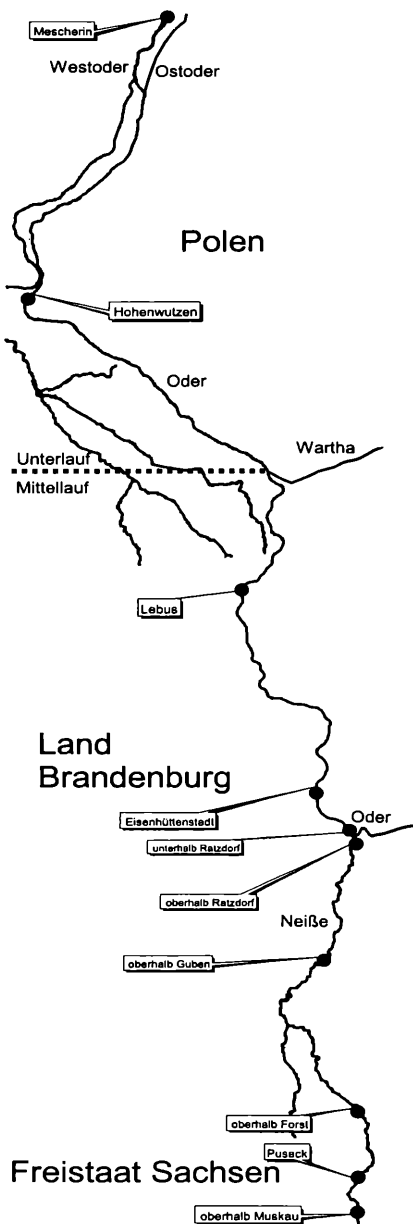 Mescherin
Westoder
Ostoder
Polen
Hohenwutzen
Oder
Wartha
Unterlauf
Mittellauf
Lebus
Land
Brandenburg
Eisenhüttenstadt
Oder
unterhalb Ratzdorf
oberhalb Ratzdorf
Neiße
oberhalb Guben
oberhalb Forst
Pusack
Freistaat Sachsen
oberhalb Muskau